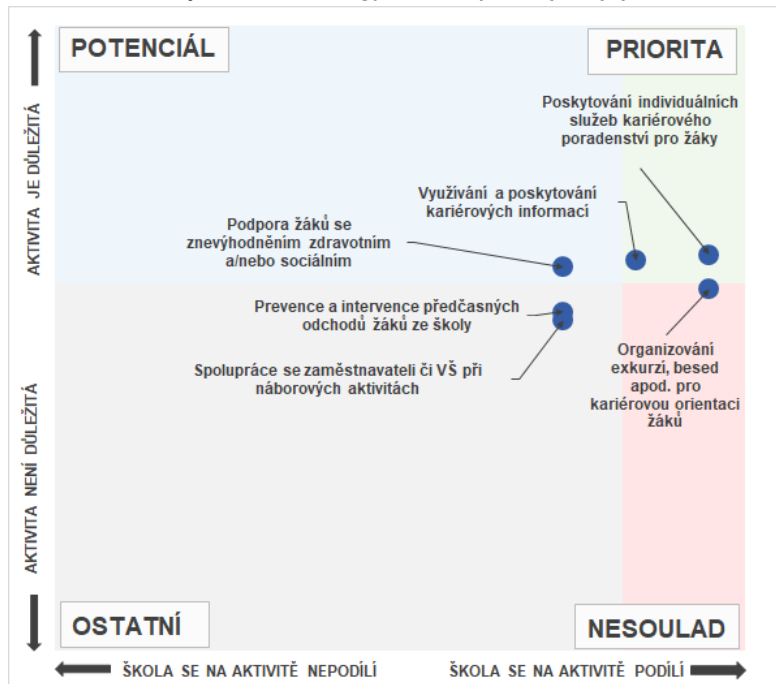 POTENCIÁL
PRIORITA
Poskytování individuálních
služeb kariérového
poradenství pro žáky
Využívání a poskytování
kariérových informací
Podpora žáků se
znevýhodněním zdravotním
a/nebo sociálním
Prevence a intervence předčasných
odchodů žáků ze školy
Spolupráce se zaměstnavateli či VŠ při
náborových aktivitách
Organizování
exkurzí, besed
apod. pro
kariérovou orientaci
žáků
AKTIVITA JE DŮLEŽITÁ
AKTIVITA NENÍ DŮLEŽITÁ
OSTATNÍ
NESOULAD
ŠKOLA SE NA AKTIVITĚ NEPODÍLÍ
ŠKOLA SE NA AKTIVITĚ PODÍLÍ